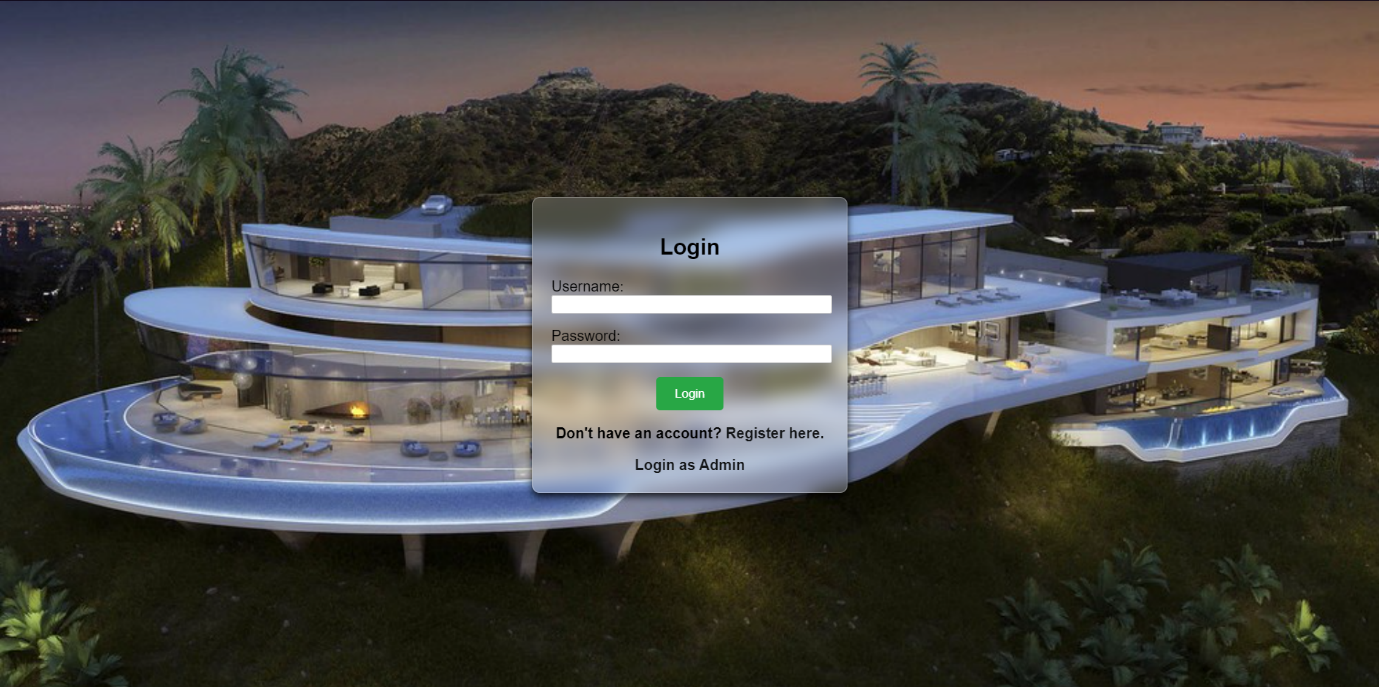 Login
Username:
Password:
Login
Don't have an account? Register here.
Login as Admin